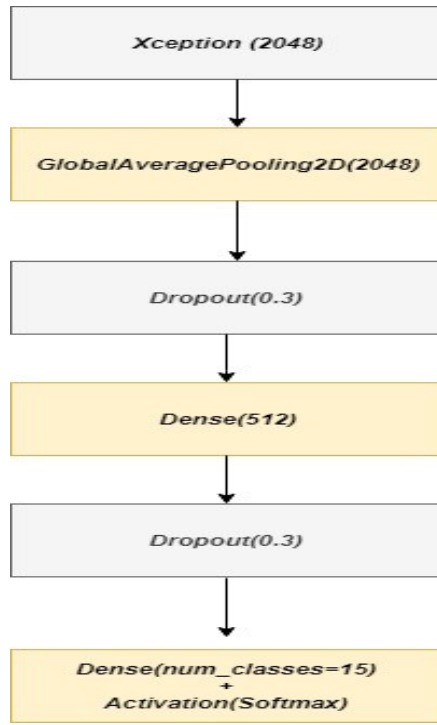 Xception (2048)
GlobalAveragePooling2D(2048)
Dropout(0.3)
Dense(512)
Dropout(0.3)
Dense(num_classes=15)
+
Activation(Softmax)